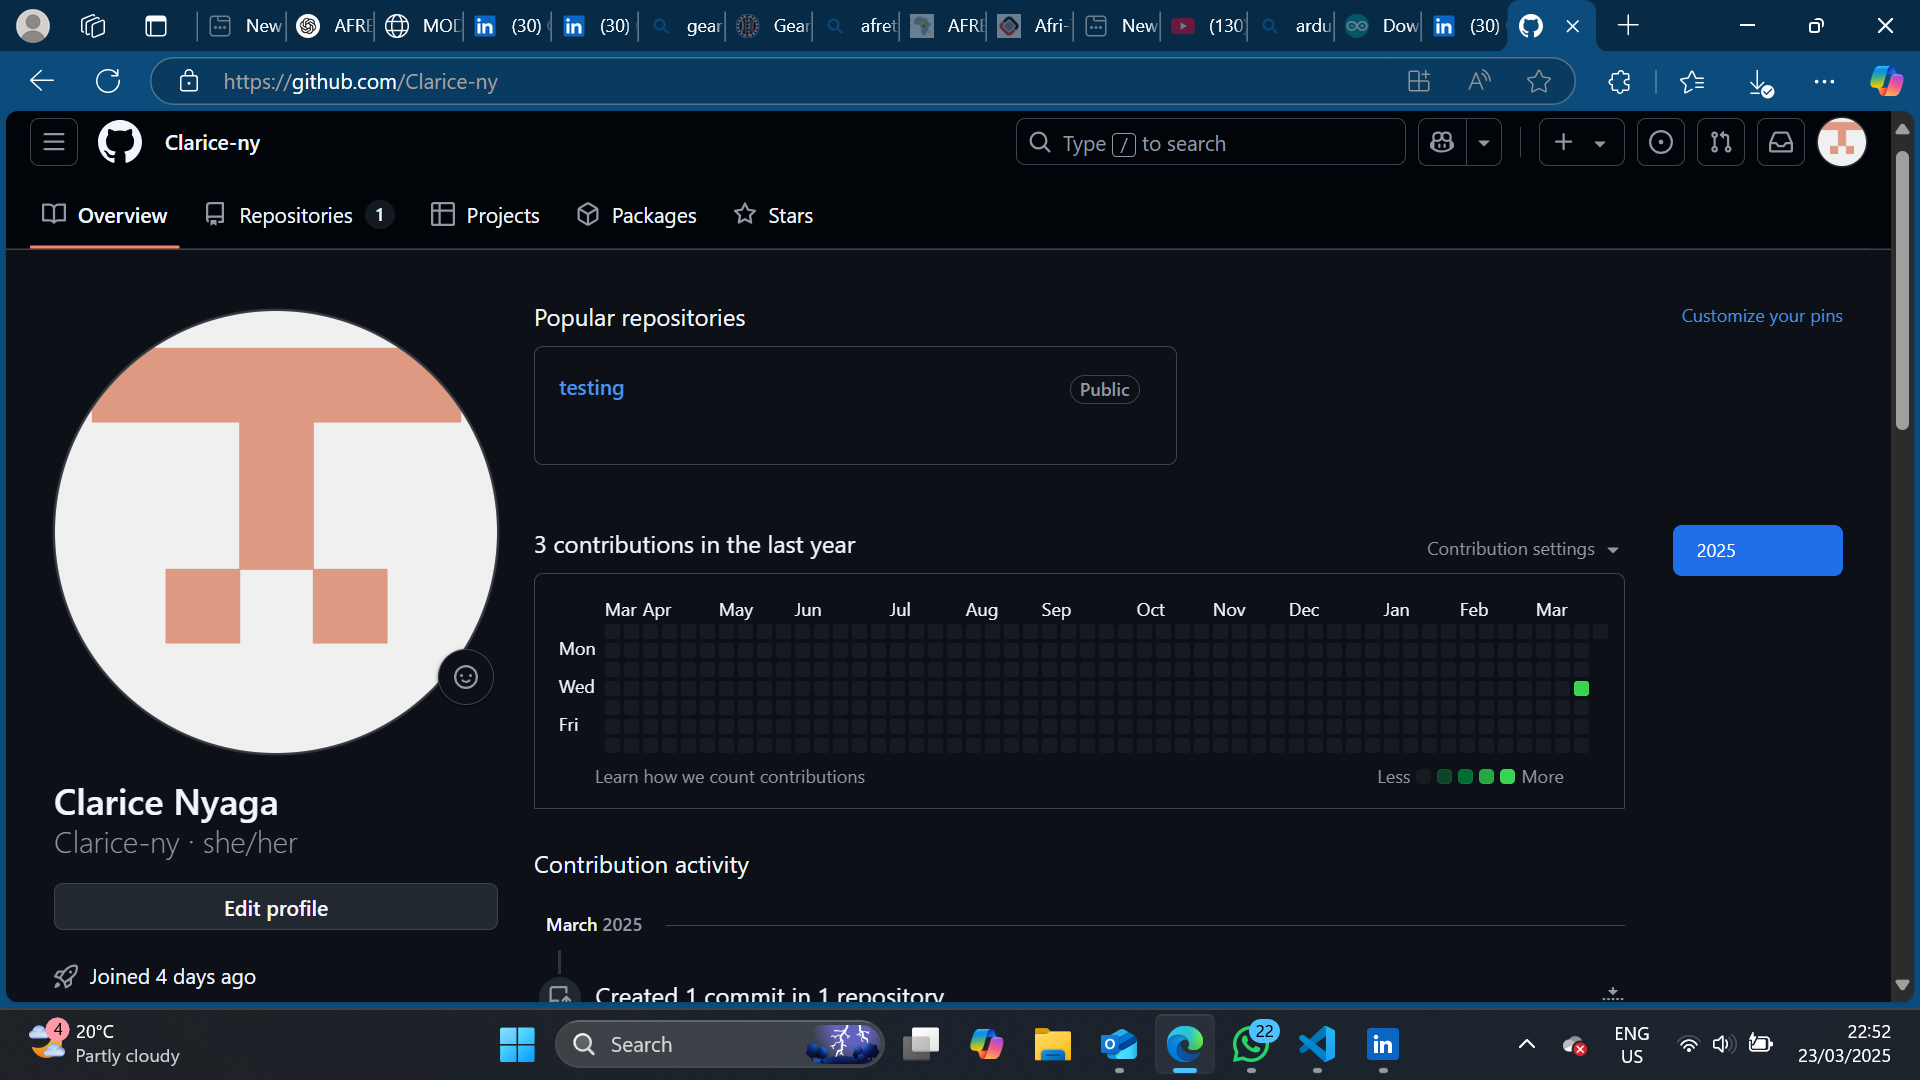 New
AFRE
MOD
(30)
(30)
gear
Gear
afret
AFRE
Afri-
New
(130
ardu
Dow
(30)
https://github.com/Clarice-ny
Clarice-ny
Type / to search
Overview
Repositories 1
Projects
Packages
Stars
Popular repositories
Customize your pins
testing
Public
3 contributions in the last year
Contribution settings
2025
Mar Apr May Jun Jul Aug Sep Oct Nov Dec Jan Feb Mar
Mon
Wed
Fri
Learn how we count contributions
Less More
Clarice Nyaga
Clarice-ny · she/her
Edit profile
Joined 4 days ago
Contribution activity
March 2025
Created 1 commit in 1 repository
4
20°C
Partly cloudy
Search
22
ENG
US
22:52
23/03/2025